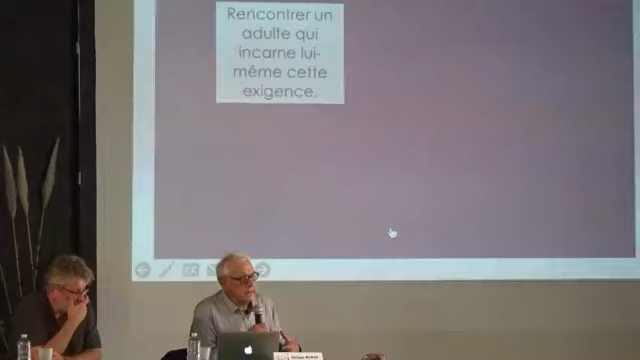 Rencontrer un
adulte qui
incarne lui-
même cette
exigence.